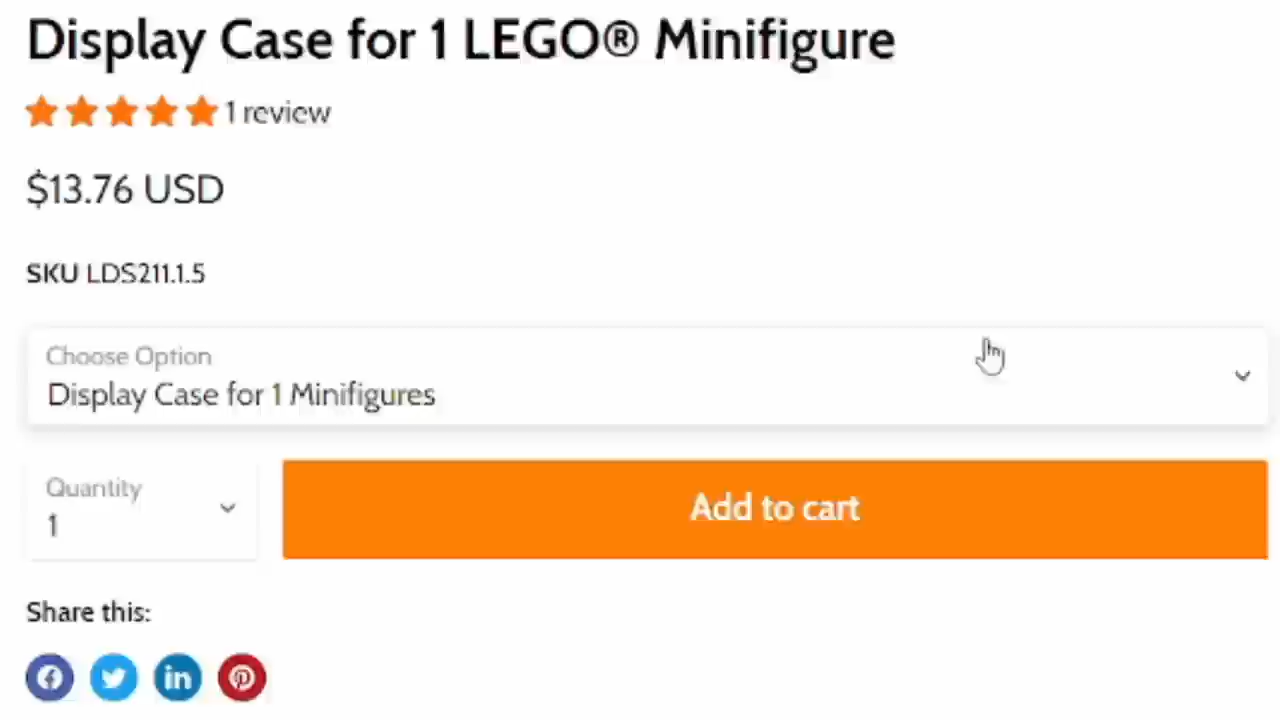 Display Case for 1 LEGO® Minifigure
1 review
$13.76 USD
SKU LDS211.1.5
Choose Option
Display Case for 1 Minifigures
Quantity
1
Add to cart
Share this: